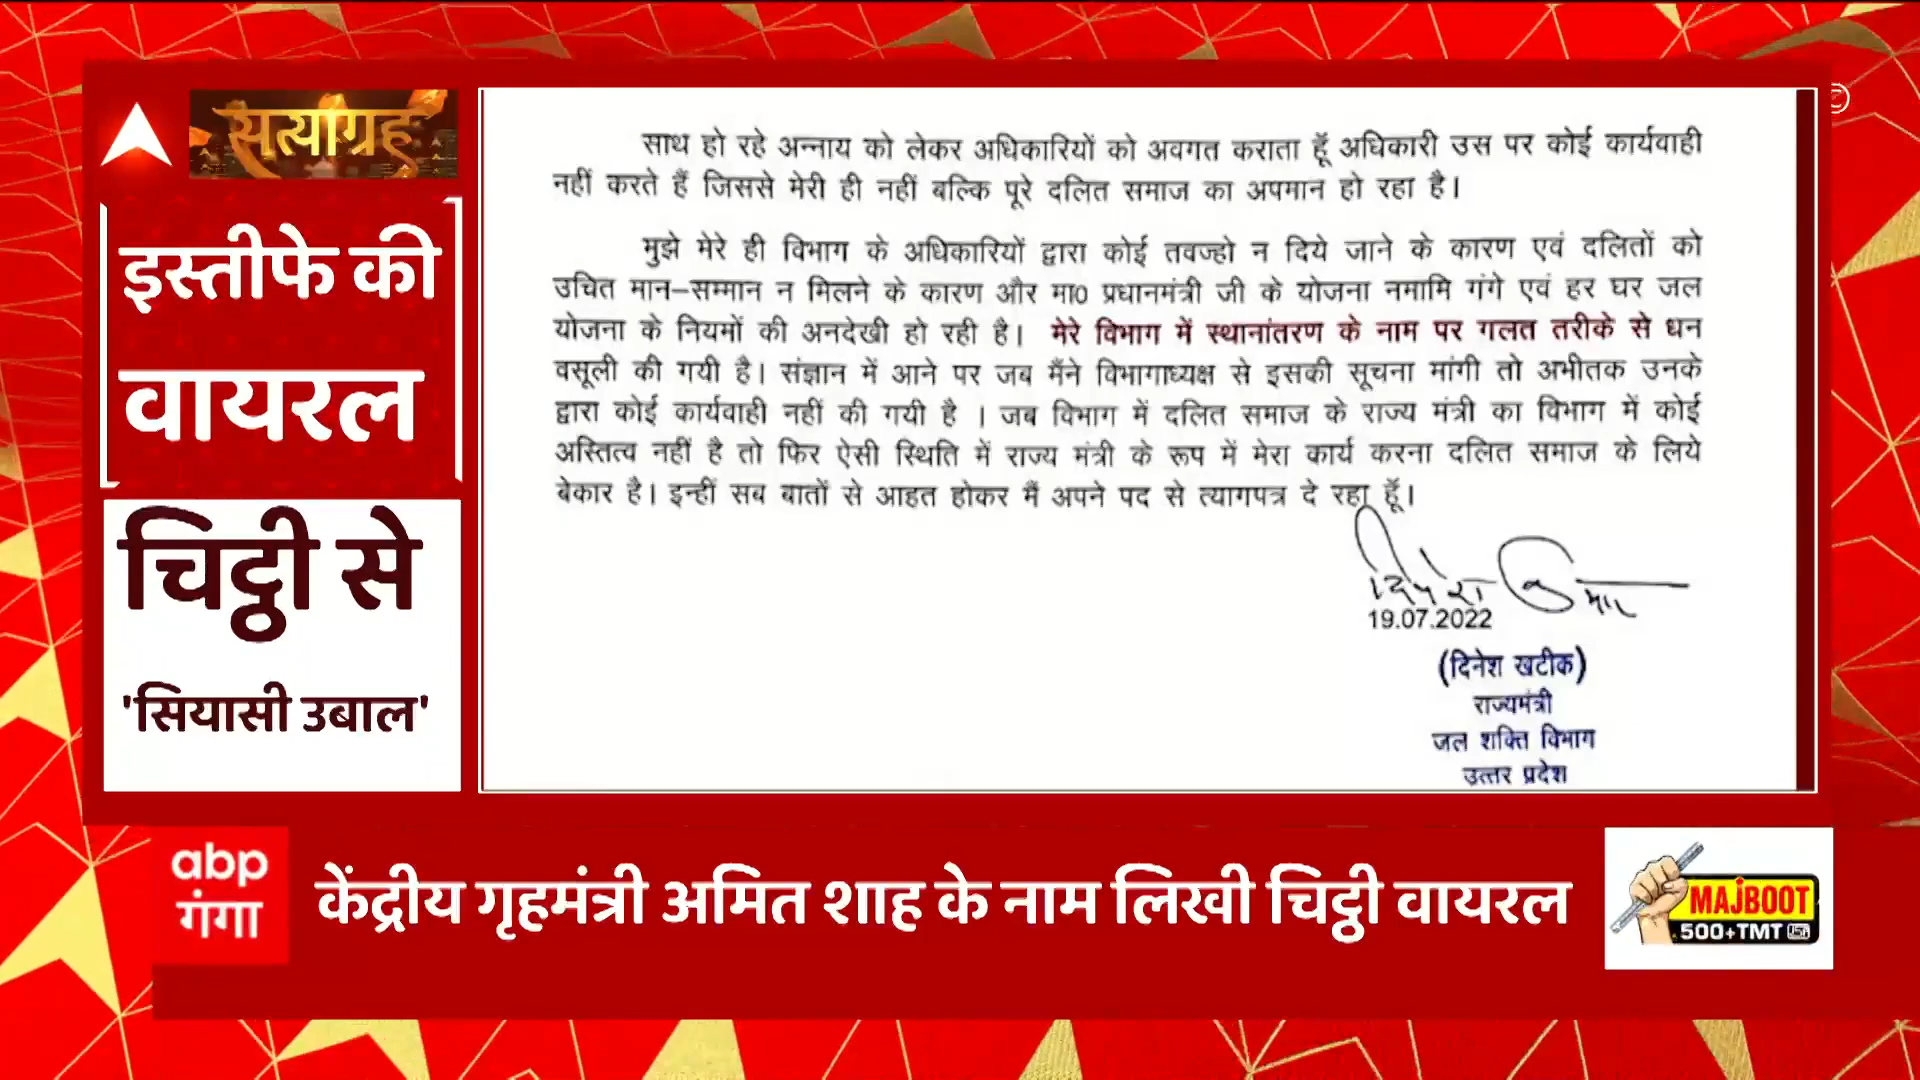 सत्याग्रह
इस्तीफे की
वायरल
चिट्ठी से
'सियासी उबाल'
साथ हो रहे अन्नाय को लेकर अधिकारियों को अवगत कराता हूॅ अधिकारी उस पर कोई कार्यवाही
नहीं करते हैं जिससे मेरी ही नहीं बल्कि पूरे दलित समाज का अपमान हो रहा है।
मुझे मेरे ही विभाग के अधिकारियों द्वारा कोई तवज्हो न दिये जाने के कारण एवं दलितों को
उचित मान–सम्मान न मिलने के कारण और मा0 प्रधानमंत्री जी के योजना नमामि गंगे एवं हर घर जल
योजना के नियमों की अनदेखी हो रही है। मेरे विभाग में स्थानांतरण के नाम पर गलत तरीके से धन
वसूली की गयी है। संज्ञान में आने पर जब मैंने विभागाध्यक्ष से इसकी सूचना मांगी तो अभीतक उनके
द्वारा कोई कार्यवाही नहीं की गयी है । जब विभाग में दलित समाज के राज्य मंत्री का विभाग में कोई
अस्तित्व नहीं है तो फिर ऐसी स्थिति में राज्य मंत्री के रूप में मेरा कार्य करना दलित समाज के लिये
बेकार है। इन्हीं सब बातों से आहत होकर मैं अपने पद से त्यागपत्र दे रहा हूॅ।
दिनेश कुमार
19.07.2022
(दिनेश खटीक)
राज्यमंत्री
जल शक्ति विभाग
उत्तर प्रदेश
abp
गंगा
केंद्रीय गृहमंत्री अमित शाह के नाम लिखी चिट्ठी वायरल
MAJBOOT
500+TMT